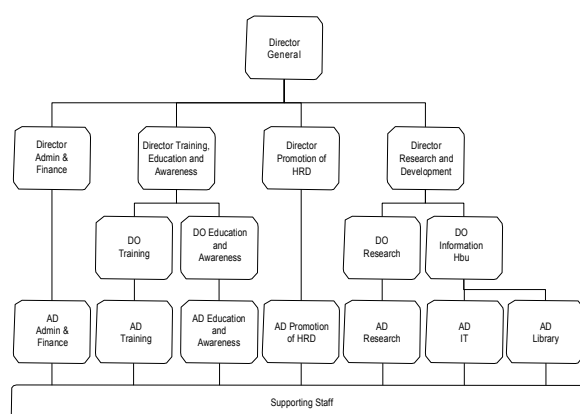 Director
General
Director
Admin &
Finance
Director Training,
Education and
Awareness
Director
Promotion of
HRD
Director
Research and
Development
DO
Training
DO Education
and
Awareness
DO
Research
DO
Information
Hbu
AD
Admin &
Finance
AD
Training
AD Education
and
Awareness
AD Promotion
of HRD
AD
Research
AD
IT
AD
Library
Supporting Staff